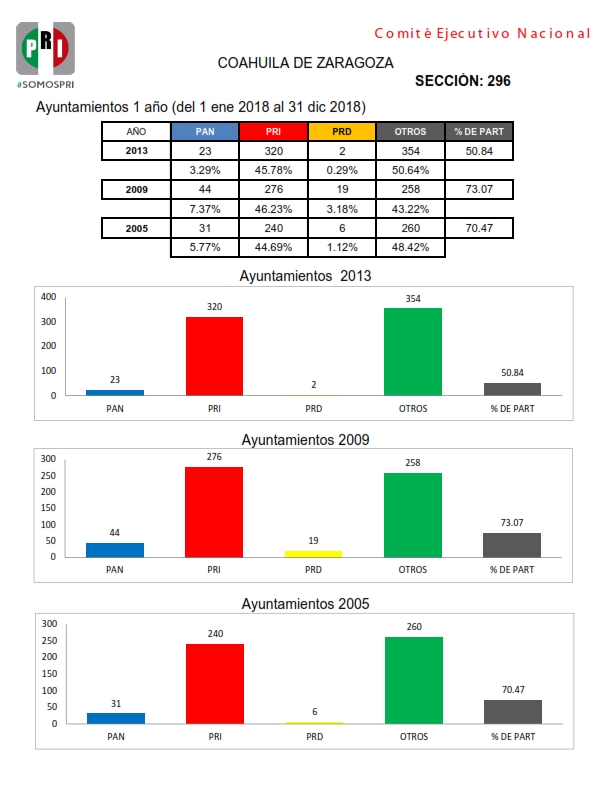 Comité Ejecutivo Nacional
PRI
#SOMOSPRI
COAHUILA DE ZARAGOZA
SECCIÓN: 296
Ayuntamientos 1 año (del 1 ene 2018 al 31 dic 2018)
AÑO PAN PRI PRD OTROS % DE PART
2013 23 320 2 354 50.84
3.29% 45.78% 0.29% 50.64%
2009 44 276 19 258 73.07
7.37% 46.23% 3.18% 43.22%
2005 31 240 6 260 70.47
5.77% 44.69% 1.12% 48.42%
Ayuntamientos 2013
400
300
200
100
0
23 320 2 354 50.84
PAN PRI PRD OTROS % DE PART
Ayuntamientos 2009
300
250
200
150
100
50
0
44 276 19 258 73.07
PAN PRI PRD OTROS % DE PART
Ayuntamientos 2005
300
250
200
150
100
50
0
31 240 6 260 70.47
PAN PRI PRD OTROS % DE PART